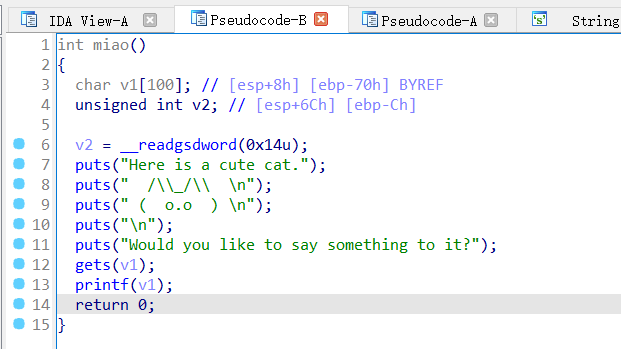 IDA View-A Pseudocode-B Pseudocode-A String
1 int miao()
2 {
3 char v1[100]; // [esp+8h] [ebp-70h] BYREF
4 unsigned int v2; // [esp+6Ch] [ebp-Ch]
5
6 v2 = __readgsdword(0x14u);
7 puts("Here is a cute cat.");
8 puts("  /\\_/\\  \n");
9 puts(" (  o.o  ) \n");
10 puts("\n");
11 puts("Would you like to say something to it?");
12 gets(v1);
13 printf(v1);
14 return 0;
15 }